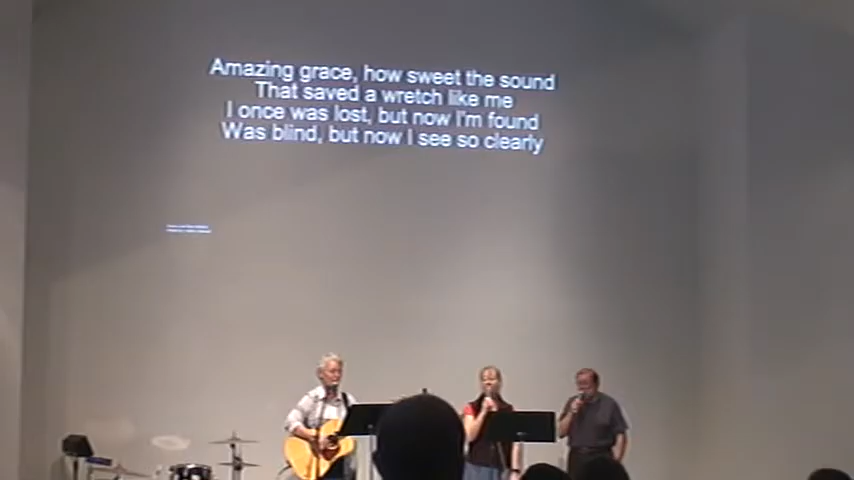 Amazing grace, how sweet the sound
That saved a wretch like me
I once was lost, but now I'm found
Was blind, but now I see so clearly